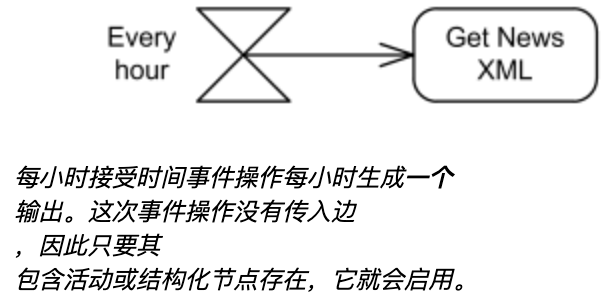 Every
hour
Get News
XML
每小时接受时间事件操作每小时生成一个
输出。这次事件操作没有传入边
，因此只要其
包含活动或结构化节点存在，它就会启用。